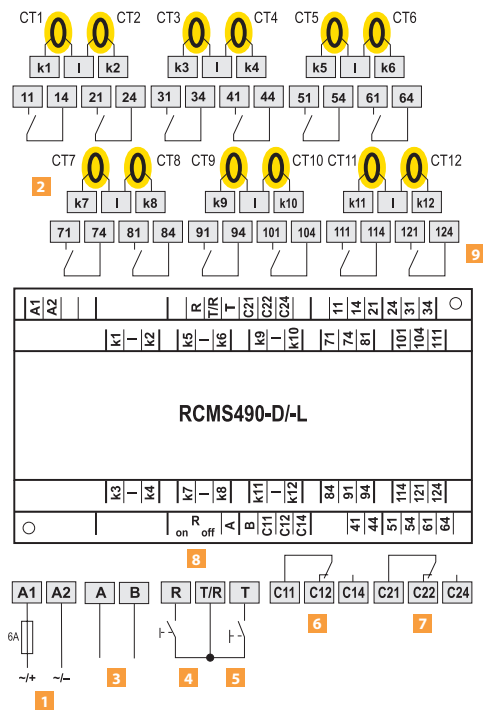 CT1 CT2 CT3 CT4 CT5 CT6
k1 l k2 k3 l k4 k5 l k6
11 14 21 24 31 34 41 44 51 54 61 64
CT7 CT8 CT9 CT10 CT11 CT12
2
k7 l k8 k9 l k10 k11 l k12
71 74 81 84 91 94 101 104 111 114 121 124
9
A1 A2 R T/R T C21 C22 C24 11 14 21 24 31 34
k1 l k2 k5 l k6 k9 l k10 71 74 81 101 104 111
RCMS490-D/-L
k3 l k4 k7 l k8 k11 l k12 84 91 94 114 121 124
on R off A B C11 C12 C14 41 44 51 54 61 64
8
A1 A2 A B R T/R T C11 C12 C14 C21 C22 C24
6 7
6A
~/+ ~/–
1 3 4 5